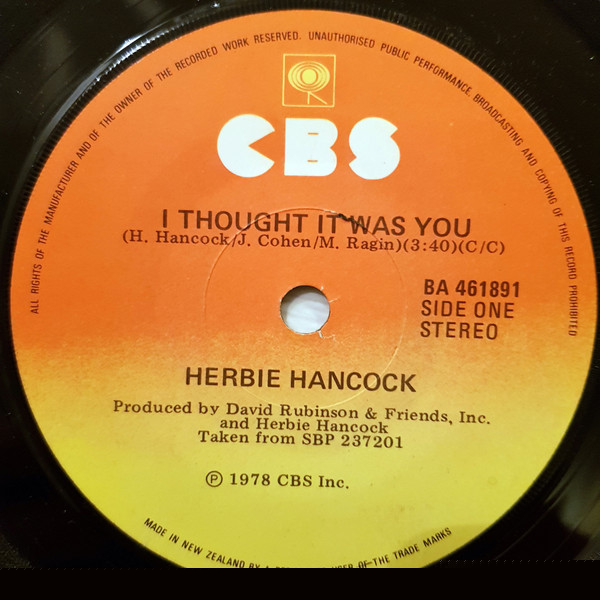 ALL RIGHTS OF THE MANUFACTURER AND OF THE OWNER OF THE RECORDED WORK RESERVED. UNAUTHORISED PUBLIC PERFORMANCE, BROADCASTING AND COPYING OF THIS RECORD PROHIBITED
CBS
I THOUGHT IT WAS YOU
(H. Hancock/J. Cohen/M. Ragin)(3:40)(C/C)
BA 461891
SIDE ONE
STEREO
HERBIE HANCOCK
Produced by David Rubinson & Friends, Inc.
and Herbie Hancock
Taken from SBP 237201
Ⓟ 1978 CBS Inc.
MADE IN NEW ZEALAND BY A USER OF THE TRADE MARKS